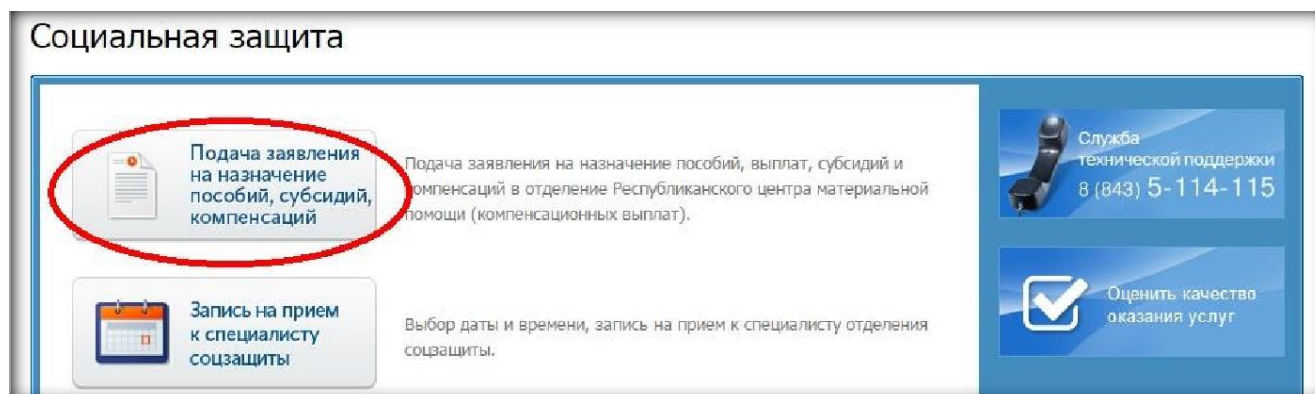 Социальная защита
Подача заявления
на назначение
пособий, субсидий,
компенсаций
Подача заявления на назначение пособий, выплат, субсидий и
компенсаций в отделение Республиканского центра материальной
помощи (компенсационных выплат).
Запись на прием
к специалисту
соцзащиты
Выбор даты и времени, запись на прием к специалисту отделения
соцзащиты.
Служба
технической поддержки
8 (843) 5-114-115
Оценить качество
оказания услуг